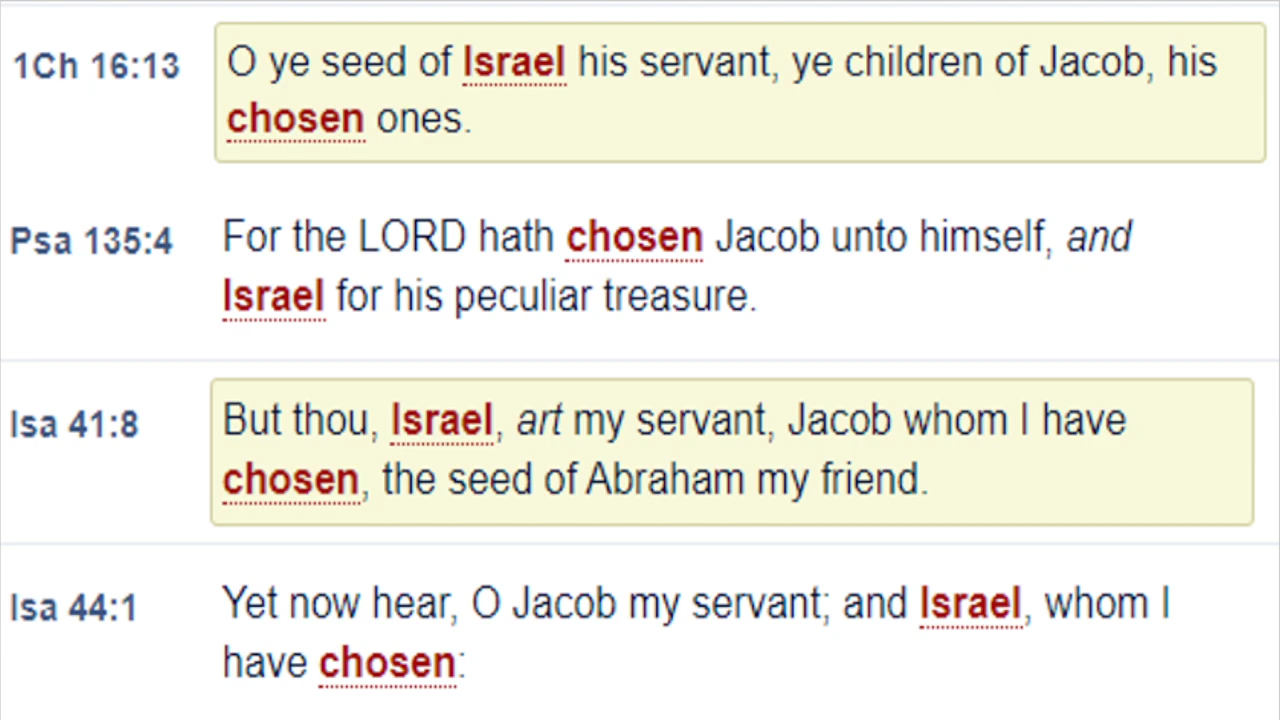 1Ch 16:13 O ye seed of Israel his servant, ye children of Jacob, his
chosen ones.
Psa 135:4 For the LORD hath chosen Jacob unto himself, and
Israel for his peculiar treasure.
Isa 41:8 But thou, Israel, art my servant, Jacob whom I have
chosen, the seed of Abraham my friend.
Isa 44:1 Yet now hear, O Jacob my servant; and Israel, whom I
have chosen: